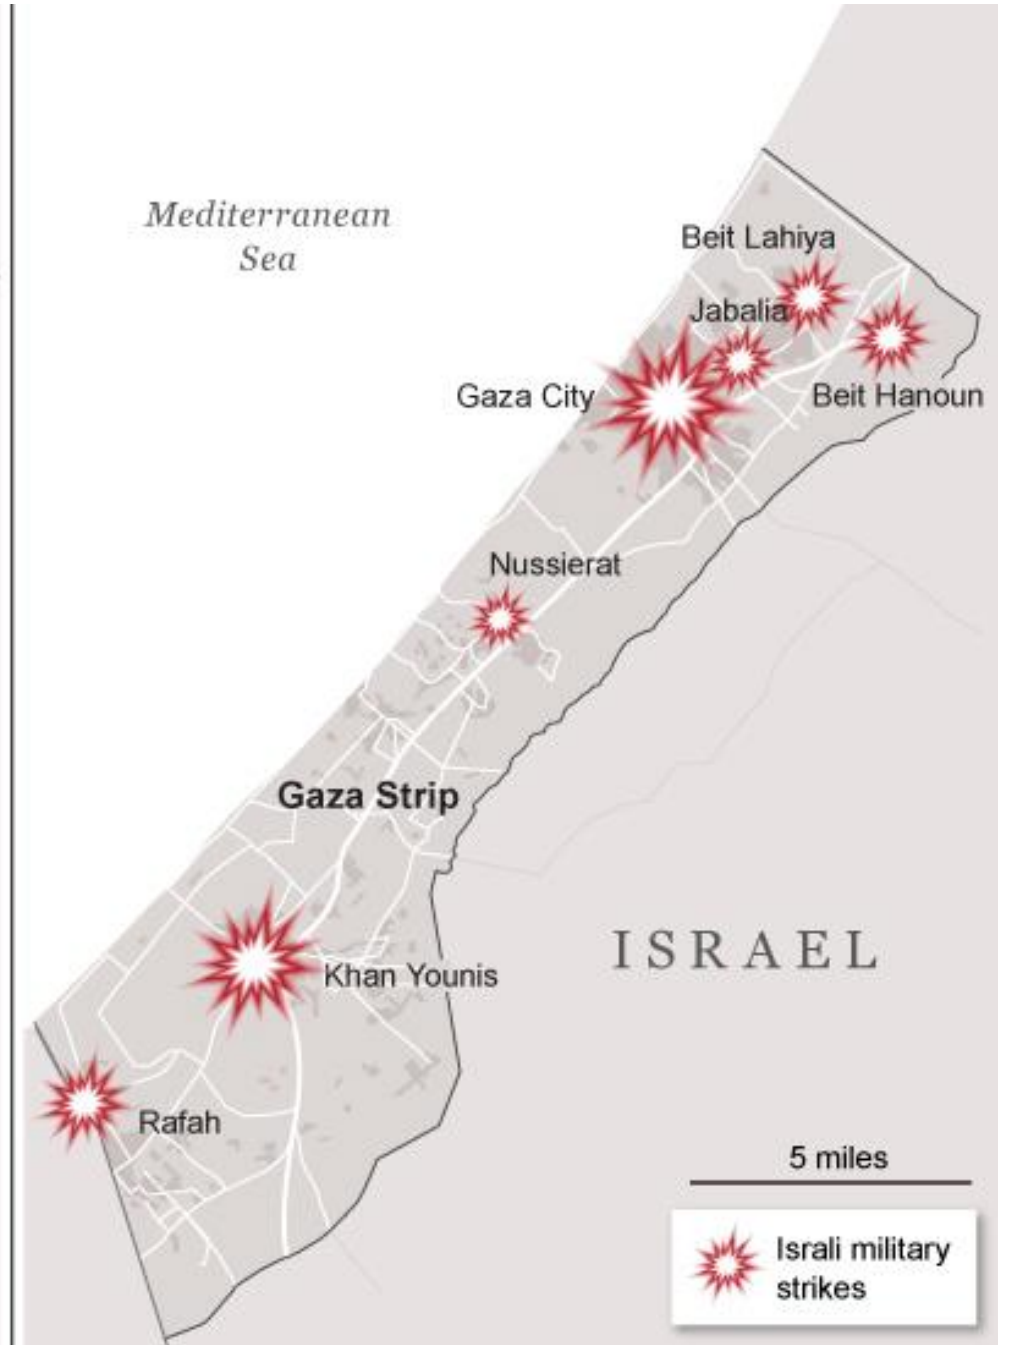 Mediterranean
Sea
Beit Lahiya
Jabalia
Gaza City
Beit Hanoun
Nussierat
Gaza Strip
ISRAEL
Khan Younis
Rafah
5 miles
Israli military
strikes